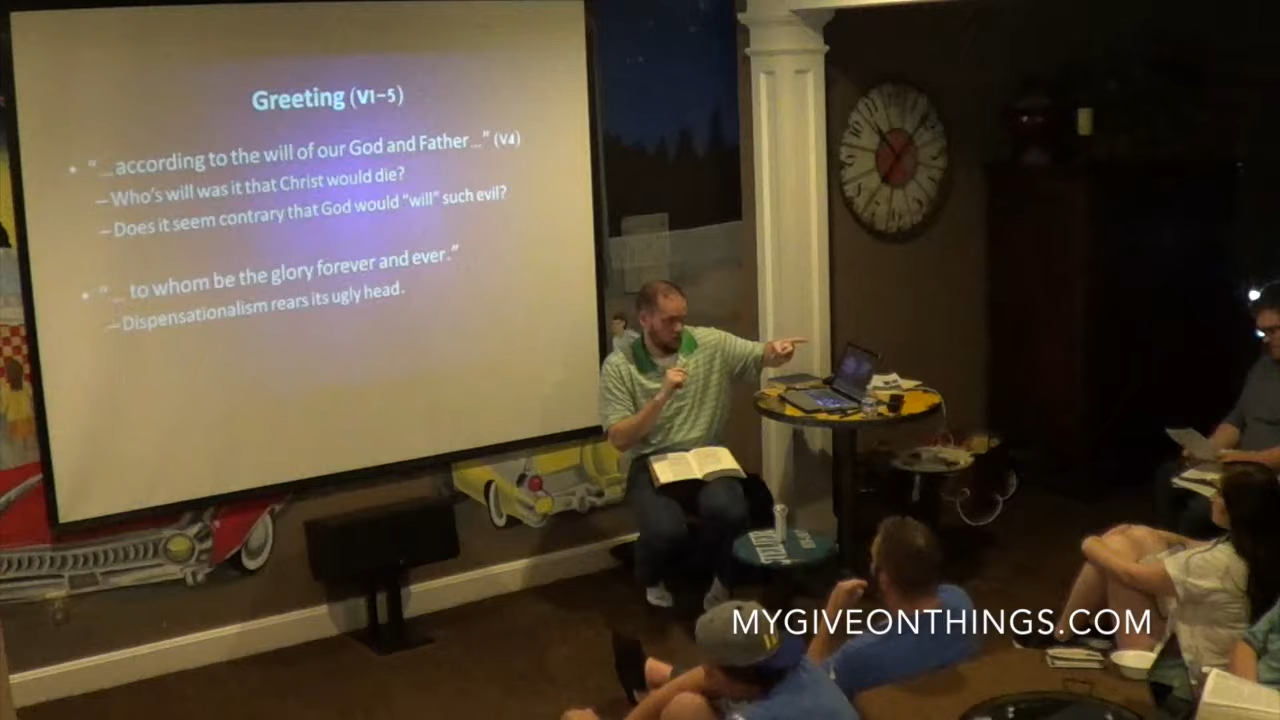 Greeting (V1-5)
• “…according to the will of our God and Father…” (V4)
–Who’s will was it that Christ would die?
–Does it seem contrary that God would “will” such evil?
• “… to whom be the glory forever and ever.”
–Dispensationalism rears its ugly head.
MYGIVEONTHINGS.COM